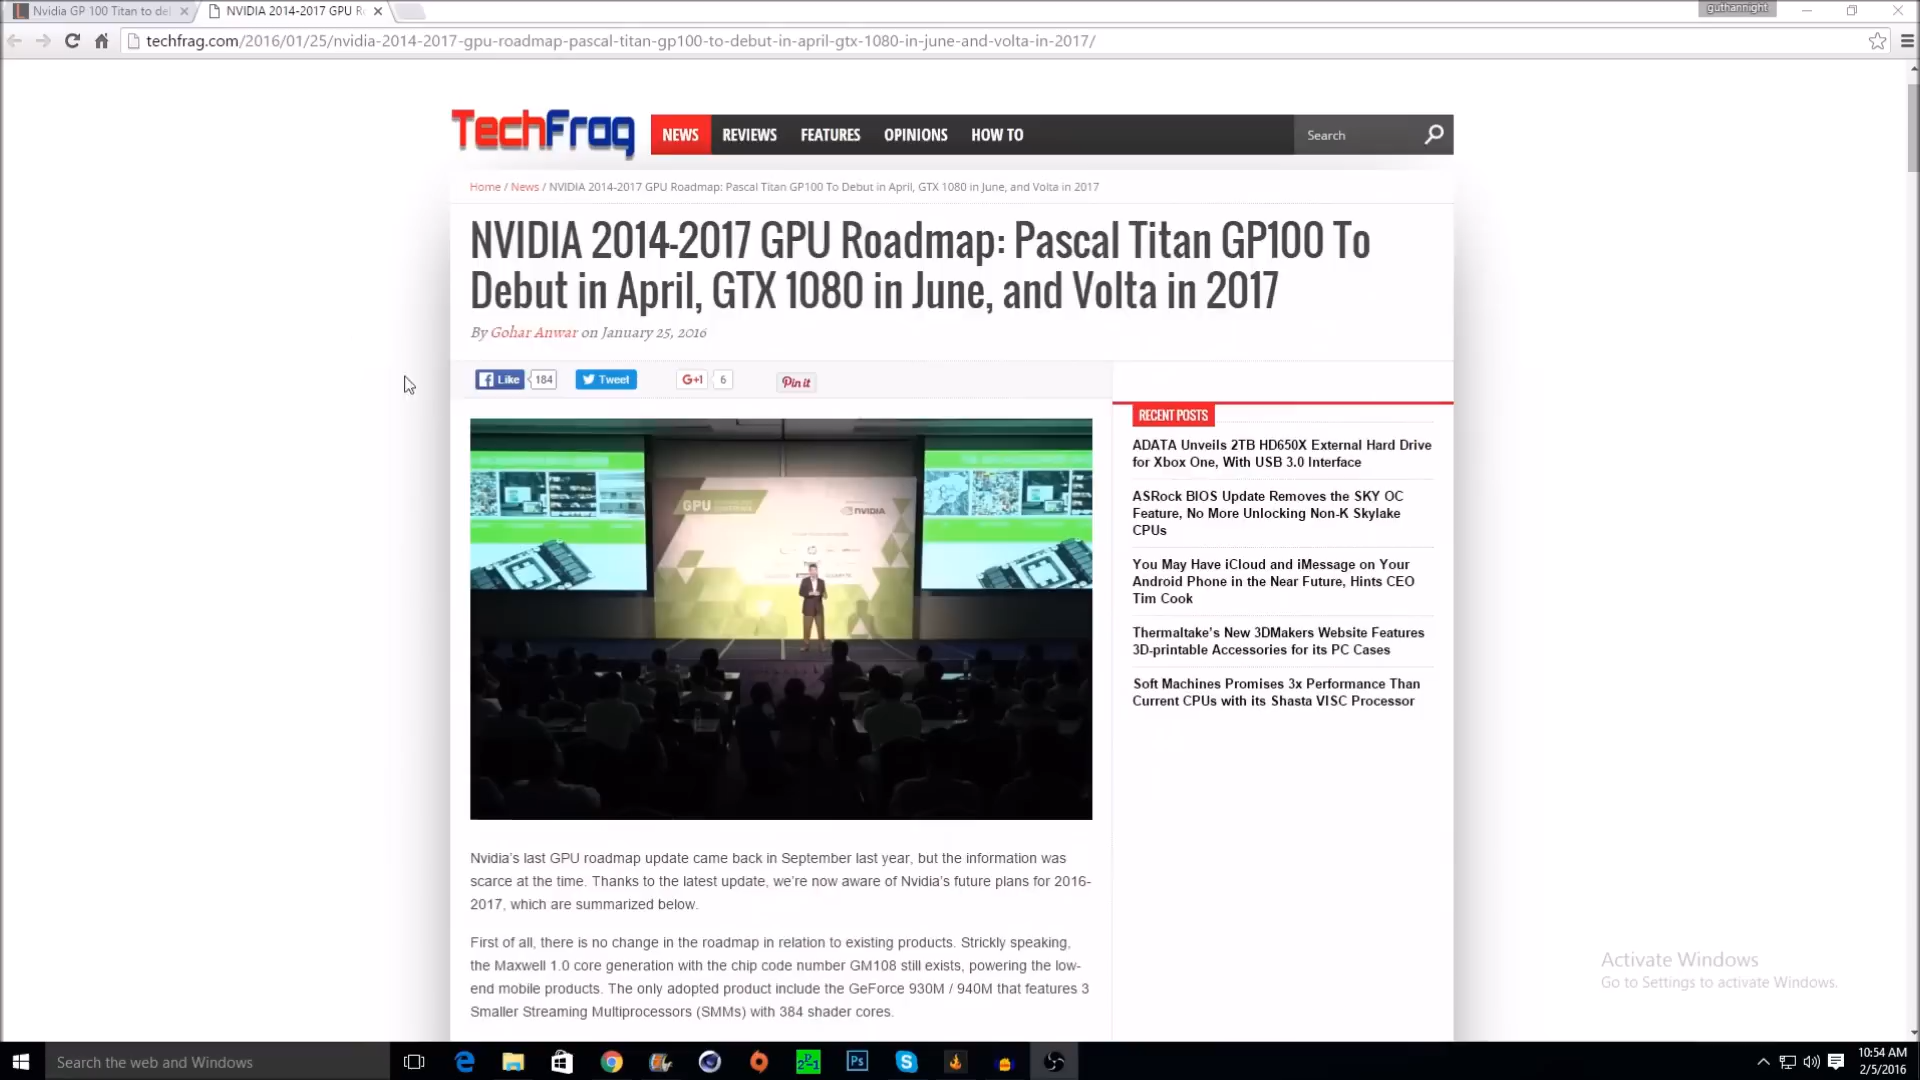 Nvidia GP 100 Titan to de
NVIDIA 2014-2017 GPU R
guthannight
techfrag.com/2016/01/25/nvidia-2014-2017-gpu-roadmap-pascal-titan-gp100-to-debut-in-april-gtx-1080-in-june-and-volta-in-2017/
TechFrag
NEWS
REVIEWS
FEATURES
OPINIONS
HOW TO
Search
Home / News / NVIDIA 2014-2017 GPU Roadmap: Pascal Titan GP100 To Debut in April, GTX 1080 in June, and Volta in 2017
NVIDIA 2014-2017 GPU Roadmap: Pascal Titan GP100 To
Debut in April, GTX 1080 in June, and Volta in 2017
By Gohar Anwar on January 25, 2016
Like 184
Tweet
G+1 6
Pin it
GPU
NVIDIA
Nvidia's last GPU roadmap update came back in September last year, but the information was
scarce at the time. Thanks to the latest update, we're now aware of Nvidia's future plans for 2016-
2017, which are summarized below.
First of all, there is no change in the roadmap in relation to existing products. Strickly speaking,
the Maxwell 1.0 core generation with the chip code number GM108 still exists, powering the low-
end mobile products. The only adopted product include the GeForce 930M / 940M that features 3
Smaller Streaming Multiprocessors (SMMs) with 384 shader cores.
RECENT POSTS
ADATA Unveils 2TB HD650X External Hard Drive
for Xbox One, With USB 3.0 Interface
ASRock BIOS Update Removes the SKY OC
Feature, No More Unlocking Non-K Skylake
CPUs
You May Have iCloud and iMessage on Your
Android Phone in the Near Future, Hints CEO
Tim Cook
Thermaltake's New 3DMakers Website Features
3D-printable Accessories for its PC Cases
Soft Machines Promises 3x Performance Than
Current CPUs with its Shasta VISC Processor
Activate Windows
Go to Settings to activate Windows.
Search the web and Windows
Ps
10:54 AM
2/5/2016